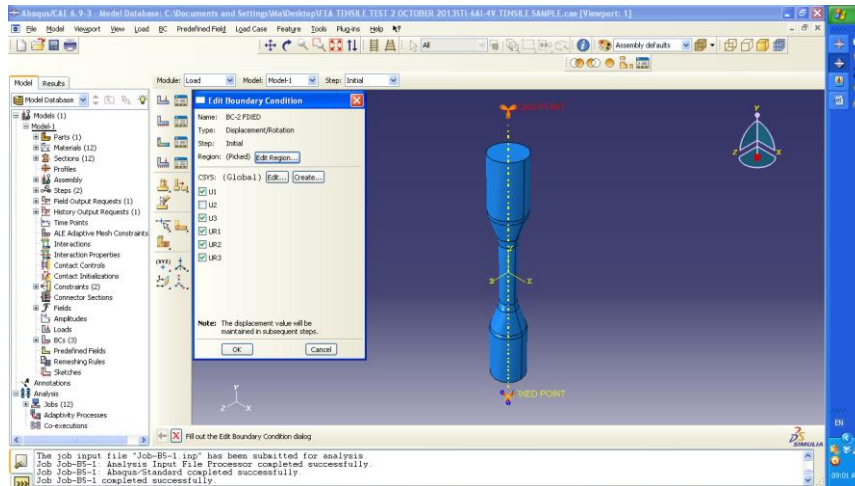 Abaqus/CAE 6.9-3 - Model Database: C:\Documents and Settings\Ma\Desktop\FEA TENSILE TEST 2 OCTOBER 2013\TI-6Al-4V TENSILE SAMPLE.cae [Viewport: 1]
File Model Viewport View Load BC Predefined Field Load Case Feature Tools Plug-ins Help
All Assembly defaults
Model Results Module: Load Model: Model-1 Step: Initial
Model Database
Models (1)
Model-1
Parts (1)
Materials (12)
Sections (12)
Profiles
Assembly
Steps (2)
Field Output Requests (1)
History Output Requests (1)
Time Points
ALE Adaptive Mesh Constraints
Interactions
Interaction Properties
Contact Controls
Contact Initializations
Constraints (2)
Connector Sections
Fields
Amplitudes
Loads
BCs (3)
Predefined Fields
Remeshing Rules
Sketches
Annotations
Analysis
Jobs (12)
Adaptivity Processes
Co-executions
Edit Boundary Condition
Name: BC-2 FIXED
Type: Displacement/Rotation
Step: Initial
Region: (Picked) Edit Region...
CSYS: (Global) Edit... Create...
U1
U2
U3
UR1
UR2
UR3
Note: The displacement value will be
maintained in subsequent steps.
OK Cancel
(XYZ)
POINT
Y
Z
X
FIXED POINT
Y
Z X
Fill out the Edit Boundary Condition dialog
SIMULIA
The job input file "Job-B5-1.inp" has been submitted for analysis.
Job Job-B5-1: Analysis Input File Processor completed successfully.
Job Job-B5-1: Abaqus/Standard completed successfully.
Job Job-B5-1 completed successfully.
EN